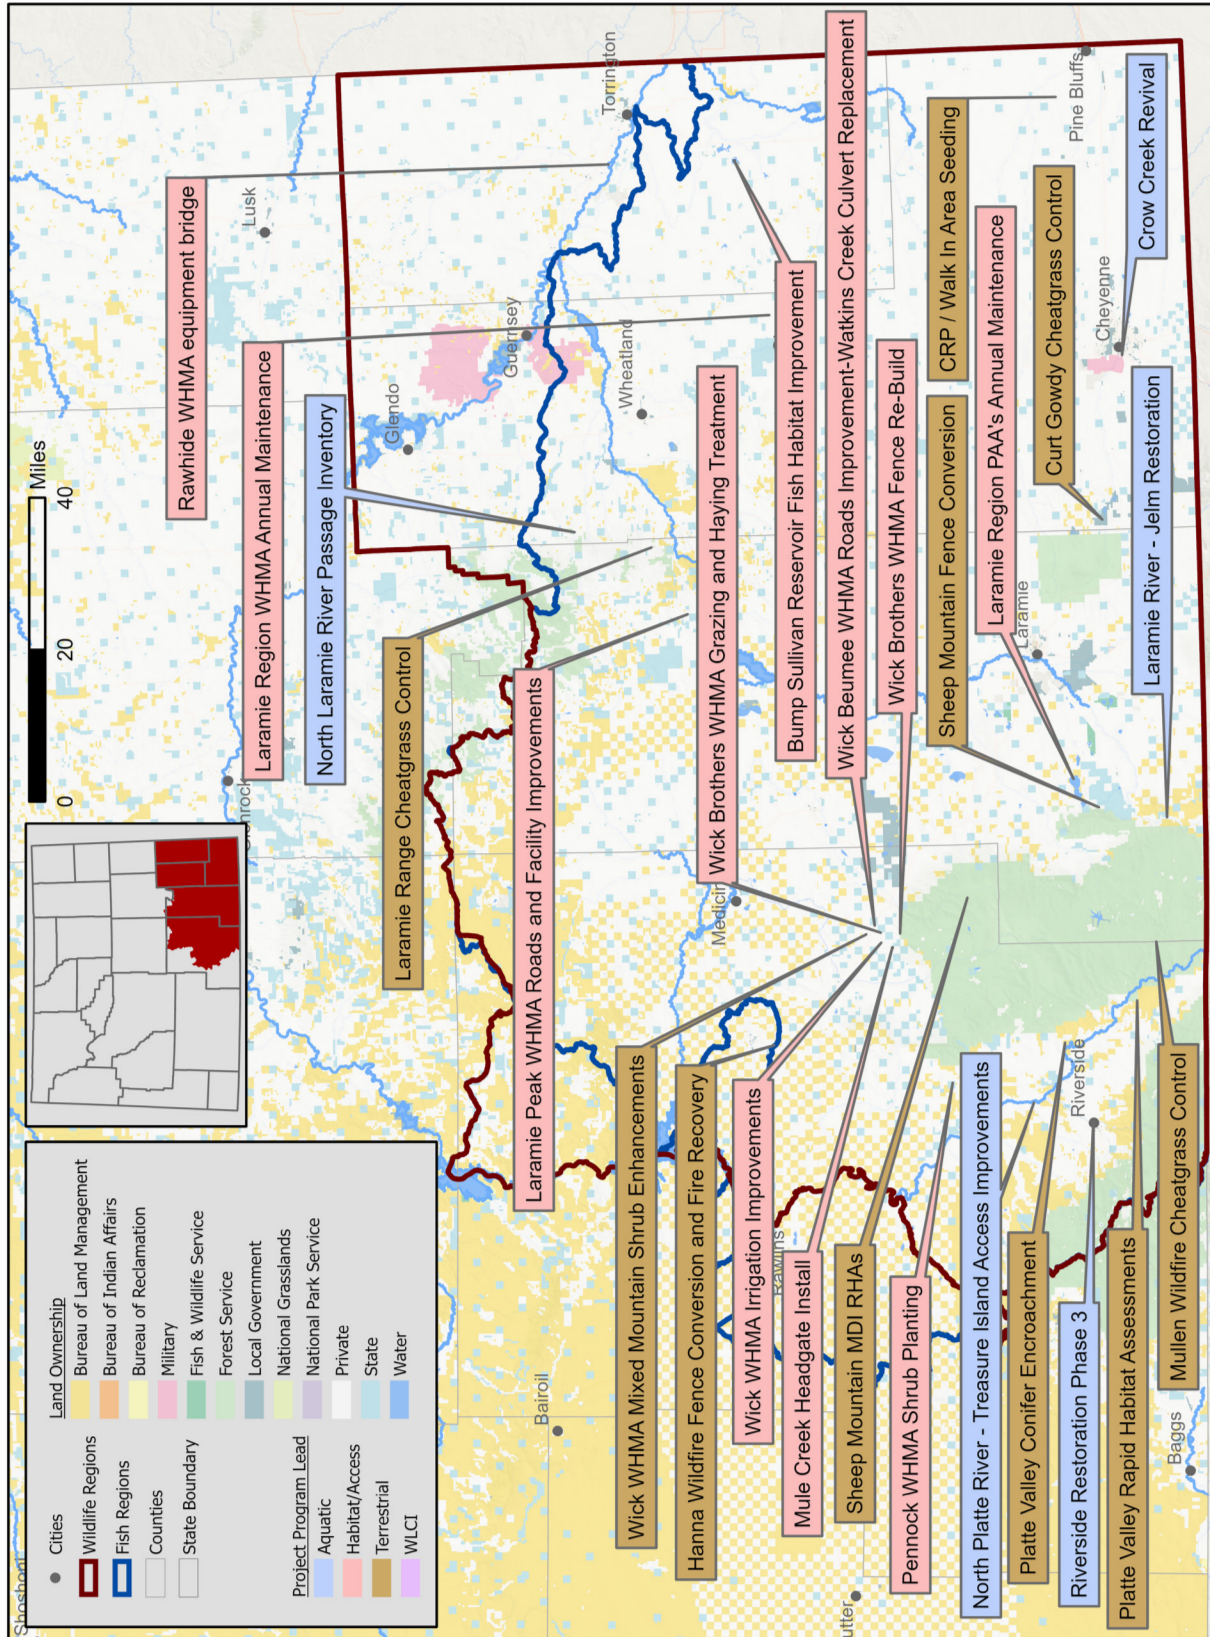 Shoshoni
Cities
Wildlife Regions
Fish Regions
Counties
State Boundary
Project Program Lead
Aquatic
Habitat/Access
Terrestrial
WLCI
Land Ownership
Bureau of Land Management
Bureau of Indian Affairs
Bureau of Reclamation
Military
Fish & Wildlife Service
Forest Service
Local Government
National Grasslands
National Park Service
Private
State
Water
0 20 40 Miles
Glenrock
Lusk
Rawhide WHMA equipment bridge
Laramie Region WHMA Annual Maintenance
North Laramie River Passage Inventory
Laramie Range Cheatgrass Control
Glendo
Guernsey
Torrington
Bairoil
Laramie Peak WHMA Roads and Facility Improvements
Wheatland
Wick WHMA Mixed Mountain Shrub Enhancements
Hanna Wildfire Fence Conversion and Fire Recovery
Medicin
Wick Brothers WHMA Grazing and Haying Treatment
Wick WHMA Irrigation Improvements
Rawlins
Bump Sullivan Reservoir Fish Habitat Improvement
Mule Creek Headgate Install
Wick Beumee WHMA Roads Improvement-Watkins Creek Culvert Replacement
utter
Sheep Mountain MDI RHAs
Wick Brothers WHMA Fence Re-Build
Pennock WHMA Shrub Planting
Sheep Mountain Fence Conversion
CRP / Walk In Area Seeding
North Platte River - Treasure Island Access Improvements
Laramie Region PAA's Annual Maintenance
Laramie
Platte Valley Conifer Encroachment
Curt Gowdy Cheatgrass Control
Pine Bluffs
Riverside
Riverside Restoration Phase 3
Cheyenne
Platte Valley Rapid Habitat Assessments
Laramie River - Jelm Restoration
Crow Creek Revival
Baggs
Mullen Wildfire Cheatgrass Control